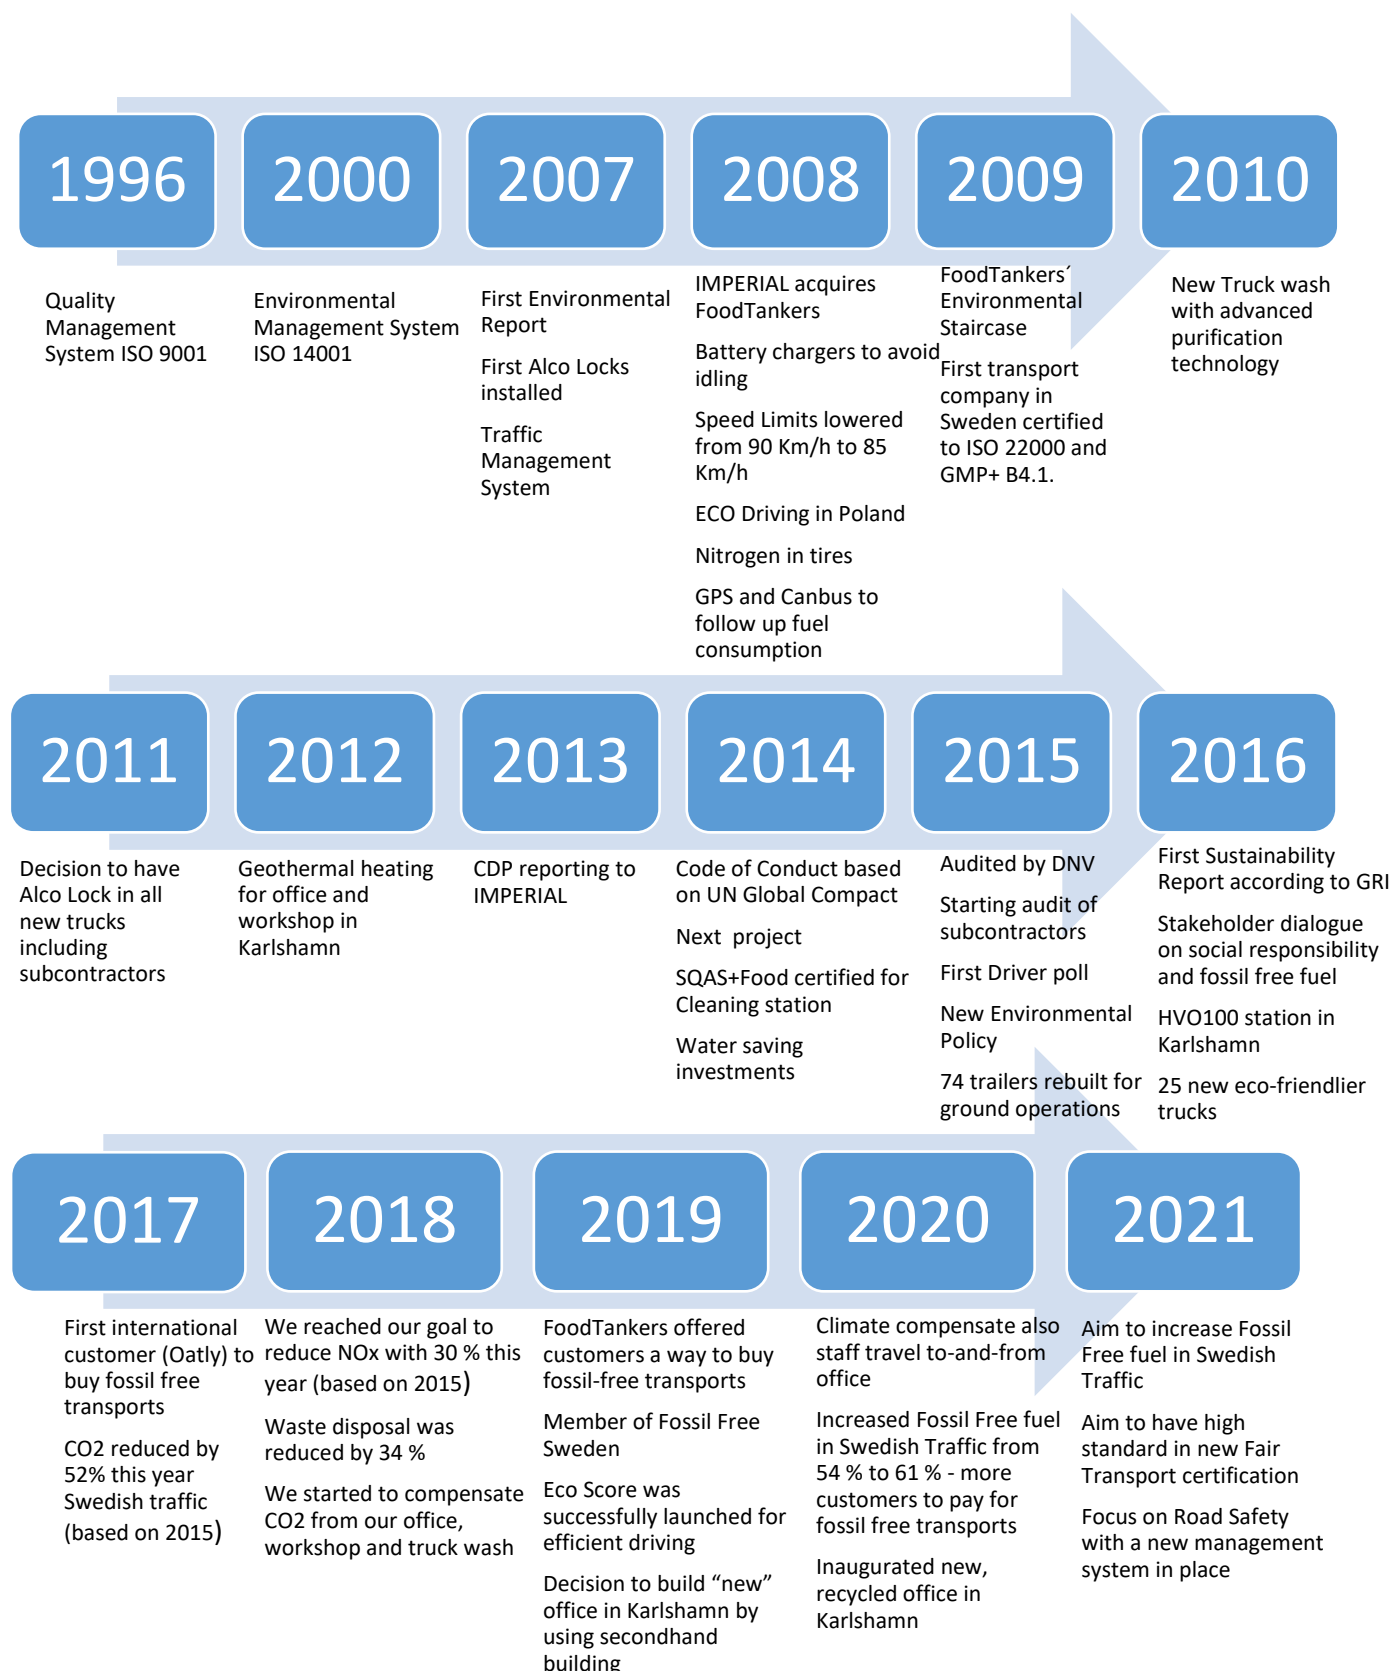 1996
2000
2007
2008
2009
2010
Quality
Management
System ISO 9001
Environmental
Management System
ISO 14001
First Environmental
Report
First Alco Locks
installed
Traffic
Management
System
IMPERIAL acquires
FoodTankers
Battery chargers to avoid
idling
Speed Limits lowered
from 90 Km/h to 85
Km/h
ECO Driving in Poland
Nitrogen in tires
GPS and Canbus to
follow up fuel
consumption
FoodTankers´
Environmental
Staircase
First transport
company in
Sweden certified
to ISO 22000 and
GMP+ B4.1.
New Truck wash
with advanced
purification
technology
2011
2012
2013
2014
2015
2016
Decision to have
Alco Lock in all
new trucks
including
subcontractors
Geothermal heating
for office and
workshop in
Karlshamn
CDP reporting to
IMPERIAL
Code of Conduct based
on UN Global Compact
Next  project
SQAS+Food certified for
Cleaning station
Water saving
investments
Audited by DNV
Starting audit of
subcontractors
First Driver poll
New Environmental
Policy
74 trailers rebuilt for
ground operations
First Sustainability
Report according to GRI
Stakeholder dialogue
on social responsibility
and fossil free fuel
HVO100 station in
Karlshamn
25 new eco-friendlier
trucks
2017
2018
2019
2020
2021
First international
customer (Oatly) to
buy fossil free
transports
CO2 reduced by
52% this year
Swedish traffic
(based on 2015)
We reached our goal to
reduce NOx with 30 % this
year (based on 2015)
Waste disposal was
reduced by 34 %
We started to compensate
CO2 from our office,
workshop and truck wash
FoodTankers offered
customers a way to buy
fossil-free transports
Member of Fossil Free
Sweden
Eco Score was
successfully launched for
efficient driving
Decision to build “new”
office in Karlshamn by
using secondhand
building
Climate compensate also
staff travel to-and-from
office
Increased Fossil Free fuel
in Swedish Traffic from
54 % to 61 % - more
customers to pay for
fossil free transports
Inaugurated new,
recycled office in
Karlshamn
Aim to increase Fossil
Free fuel in Swedish
Traffic
Aim to have high
standard in new Fair
Transport certification
Focus on Road Safety
with a new management
system in place